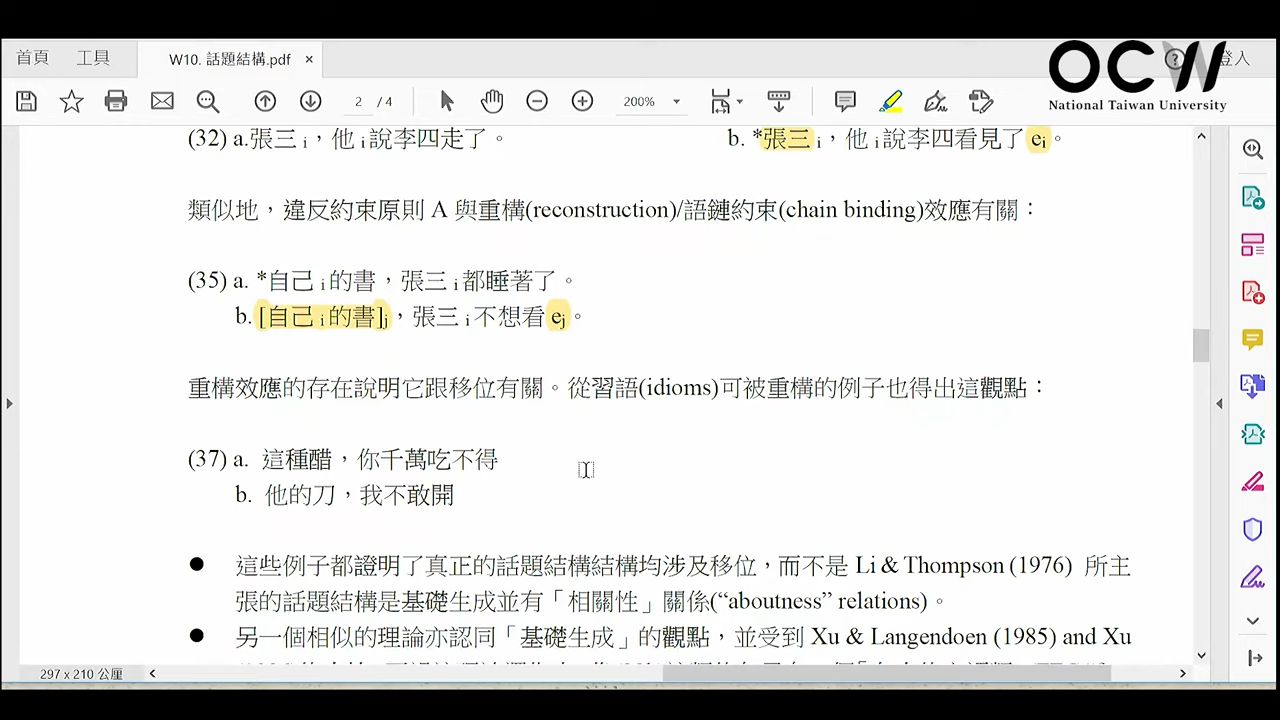 首頁 工具 W10. 話題結構.pdf × 登入
OCW
National Taiwan University
2 / 4 200%
(32) a.張三 i，他 i說李四走了。 b. *張三 i，他 i說李四看見了 ei。
類似地，違反約束原則 A 與重構(reconstruction)/語鏈約束(chain binding)效應有關：
(35) a. *自己 i的書，張三 i都睡著了。
b. [自己 i的書]j，張三 i不想看 ej。
重構效應的存在說明它跟移位有關。從習語(idioms)可被重構的例子也得出這觀點：
(37) a. 這種醋，你千萬吃不得
b. 他的刀，我不敢開
● 這些例子都證明了真正的話題結構結構均涉及移位，而不是 Li & Thompson (1976) 所主
張的話題結構是基礎生成並有「相關性」關係(“aboutness” relations)。
● 另一個相似的理論亦認同「基礎生成」的觀點，並受到 Xu & Langendoen (1985) and Xu
297 x 210 公厘